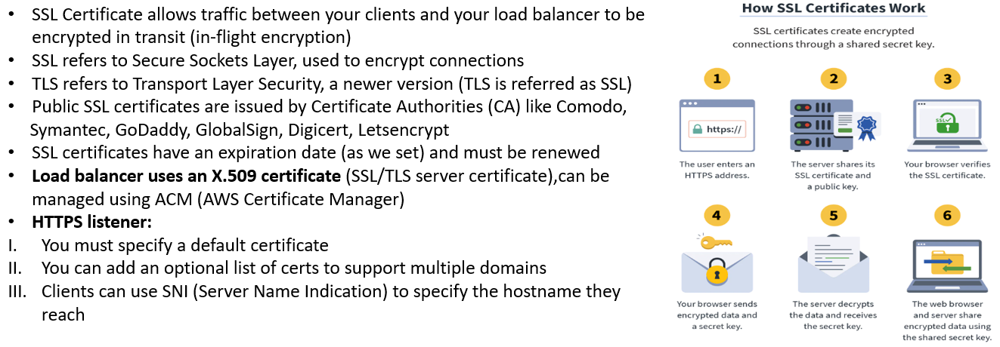 • SSL Certificate allows traffic between your clients and your load balancer to be
encrypted in transit (in-flight encryption)
• SSL refers to Secure Sockets Layer, used to encrypt connections
• TLS refers to Transport Layer Security, a newer version (TLS is referred as SSL)
• Public SSL certificates are issued by Certificate Authorities (CA) like Comodo,
Symantec, GoDaddy, GlobalSign, Digicert, Letsencrypt
• SSL certificates have an expiration date (as we set) and must be renewed
• Load balancer uses an X.509 certificate (SSL/TLS server certificate),can be
managed using ACM (AWS Certificate Manager)
• HTTPS listener:
I. You must specify a default certificate
II. You can add an optional list of certs to support multiple domains
III. Clients can use SNI (Server Name Indication) to specify the hostname they
reach
How SSL Certificates Work
SSL certificates create encrypted
connections through a shared secret key.
1
https://
The user enters an
HTTPS address.
2
The server shares its
SSL certificate and
a public key.
3
SSL✓
Your browser verifies
the SSL certificate.
4
Your browser sends
encrypted data and
a secret key.
5
The server decrypts
the data and receives
the secret key.
6
The web browser
and server share
encrypted data using
the shared secret key.